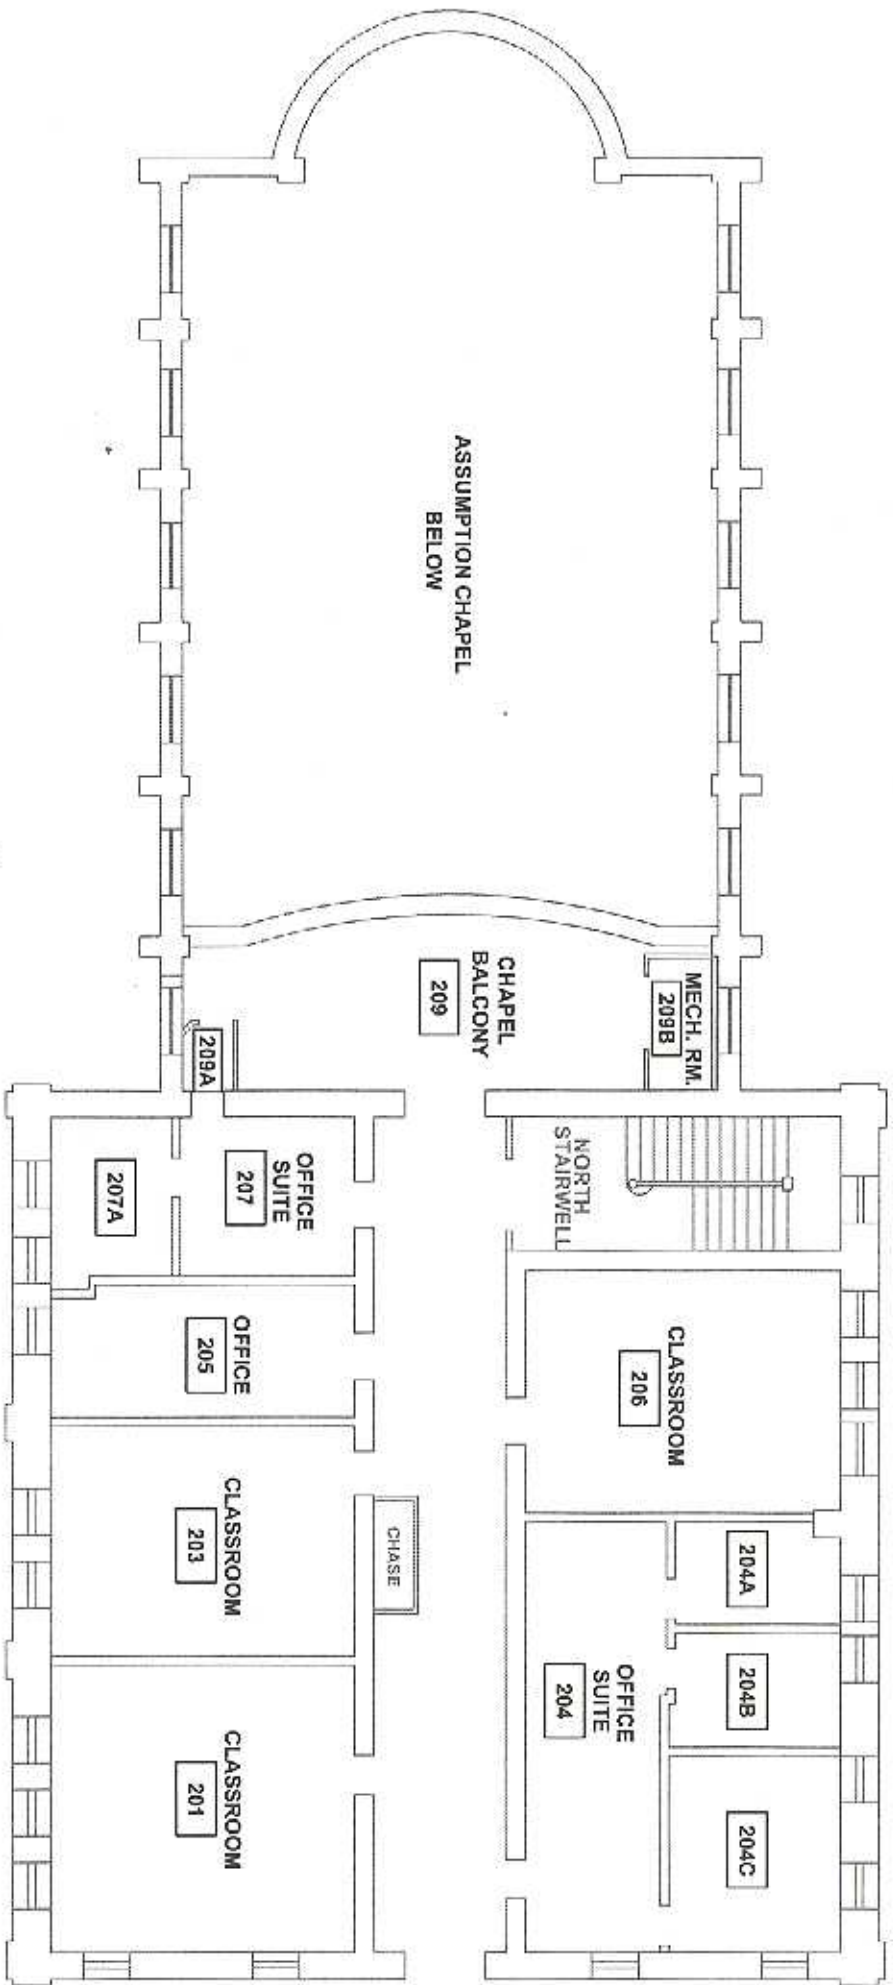 ASSUMPTION CHAPEL
BELOW
CHAPEL
BALCONY
209
MECH. RM.
209B
209A
NORTH
STAIRWELL
OFFICE
SUITE
207
207A
OFFICE
205
CLASSROOM
206
CLASSROOM
203
CHASE
204A
204B
OFFICE
SUITE
204
204C
CLASSROOM
201